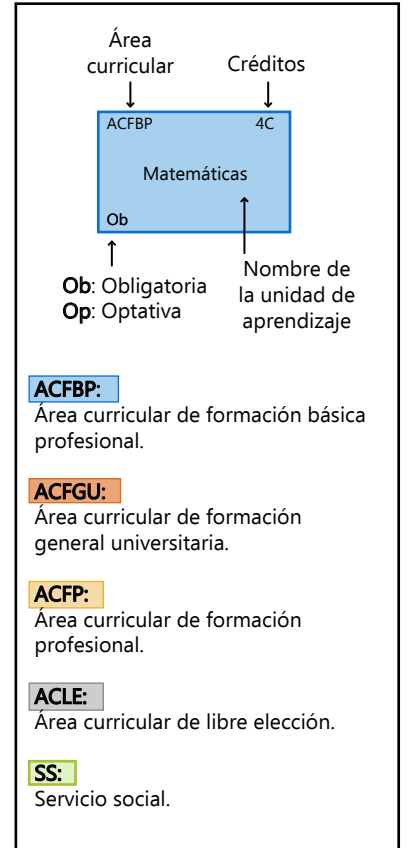 Área
curricular
Créditos
ACFBP 4C
Matemáticas
Ob
Ob: Obligatoria
Op: Optativa
Nombre de
la unidad de
aprendizaje
ACFBP:
Área curricular de formación básica
profesional.
ACFGU:
Área curricular de formación
general universitaria.
ACFP:
Área curricular de formación
profesional.
ACLE:
Área curricular de libre elección.
SS:
Servicio social.